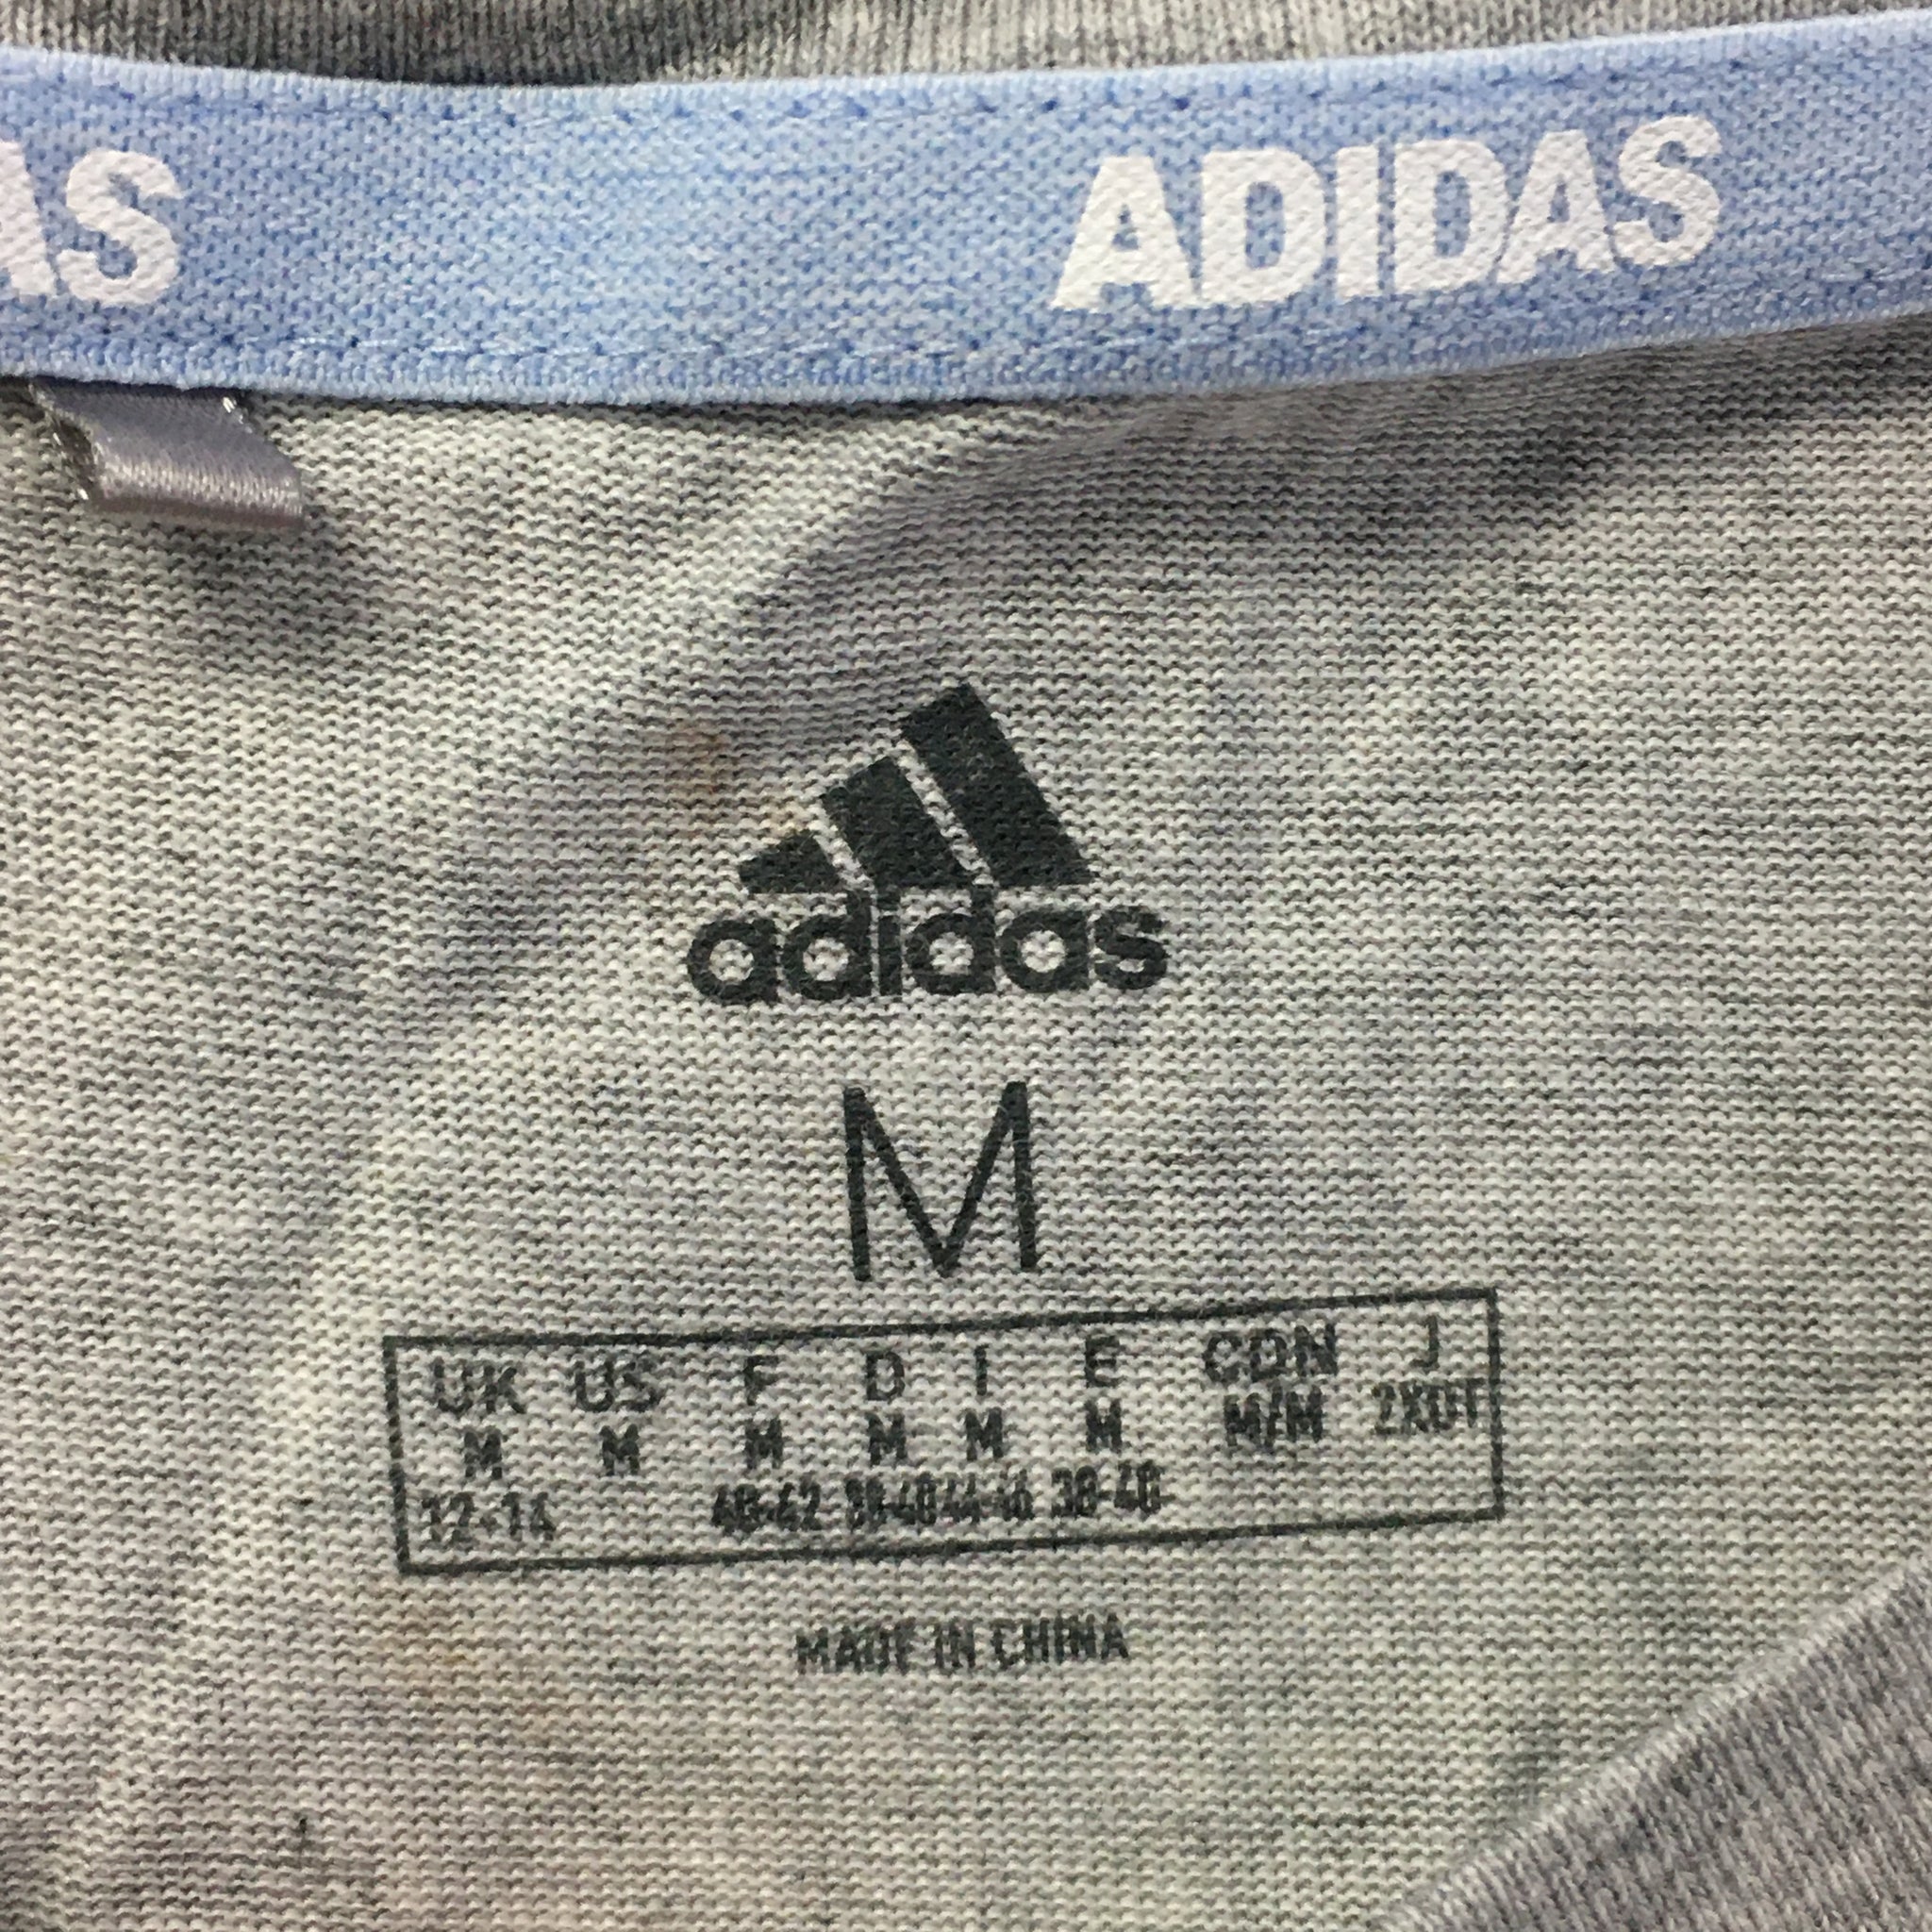 AS ADIDAS
adidas
M
UK US F D I E CDN J
M M M M M M M/M 2XOT
12-14 40-42 38-40 44-46 38-40
MADE IN CHINA